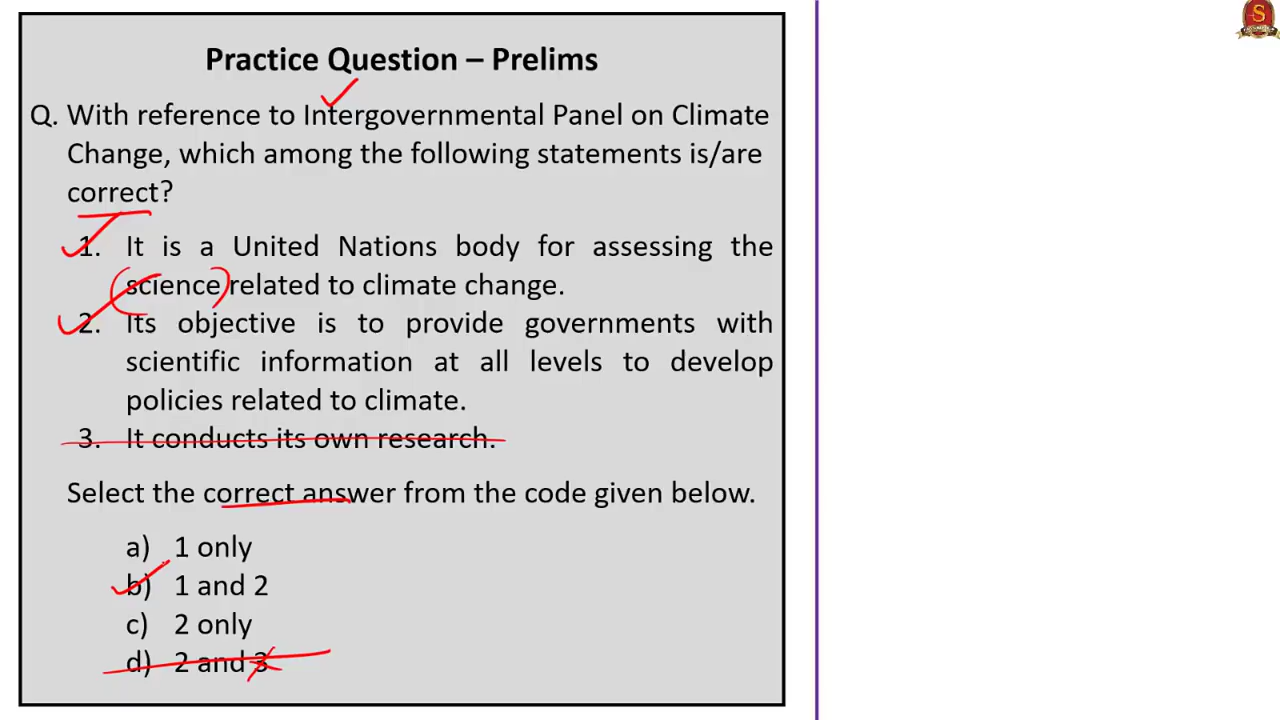 Practice Question – Prelims
Q. With reference to Intergovernmental Panel on Climate
Change, which among the following statements is/are
correct?
1. It is a United Nations body for assessing the
science related to climate change.
2. Its objective is to provide governments with
scientific information at all levels to develop
policies related to climate.
3. It conducts its own research.
Select the correct answer from the code given below.
a) 1 only
b) 1 and 2
c) 2 only
d) 2 and 3
S